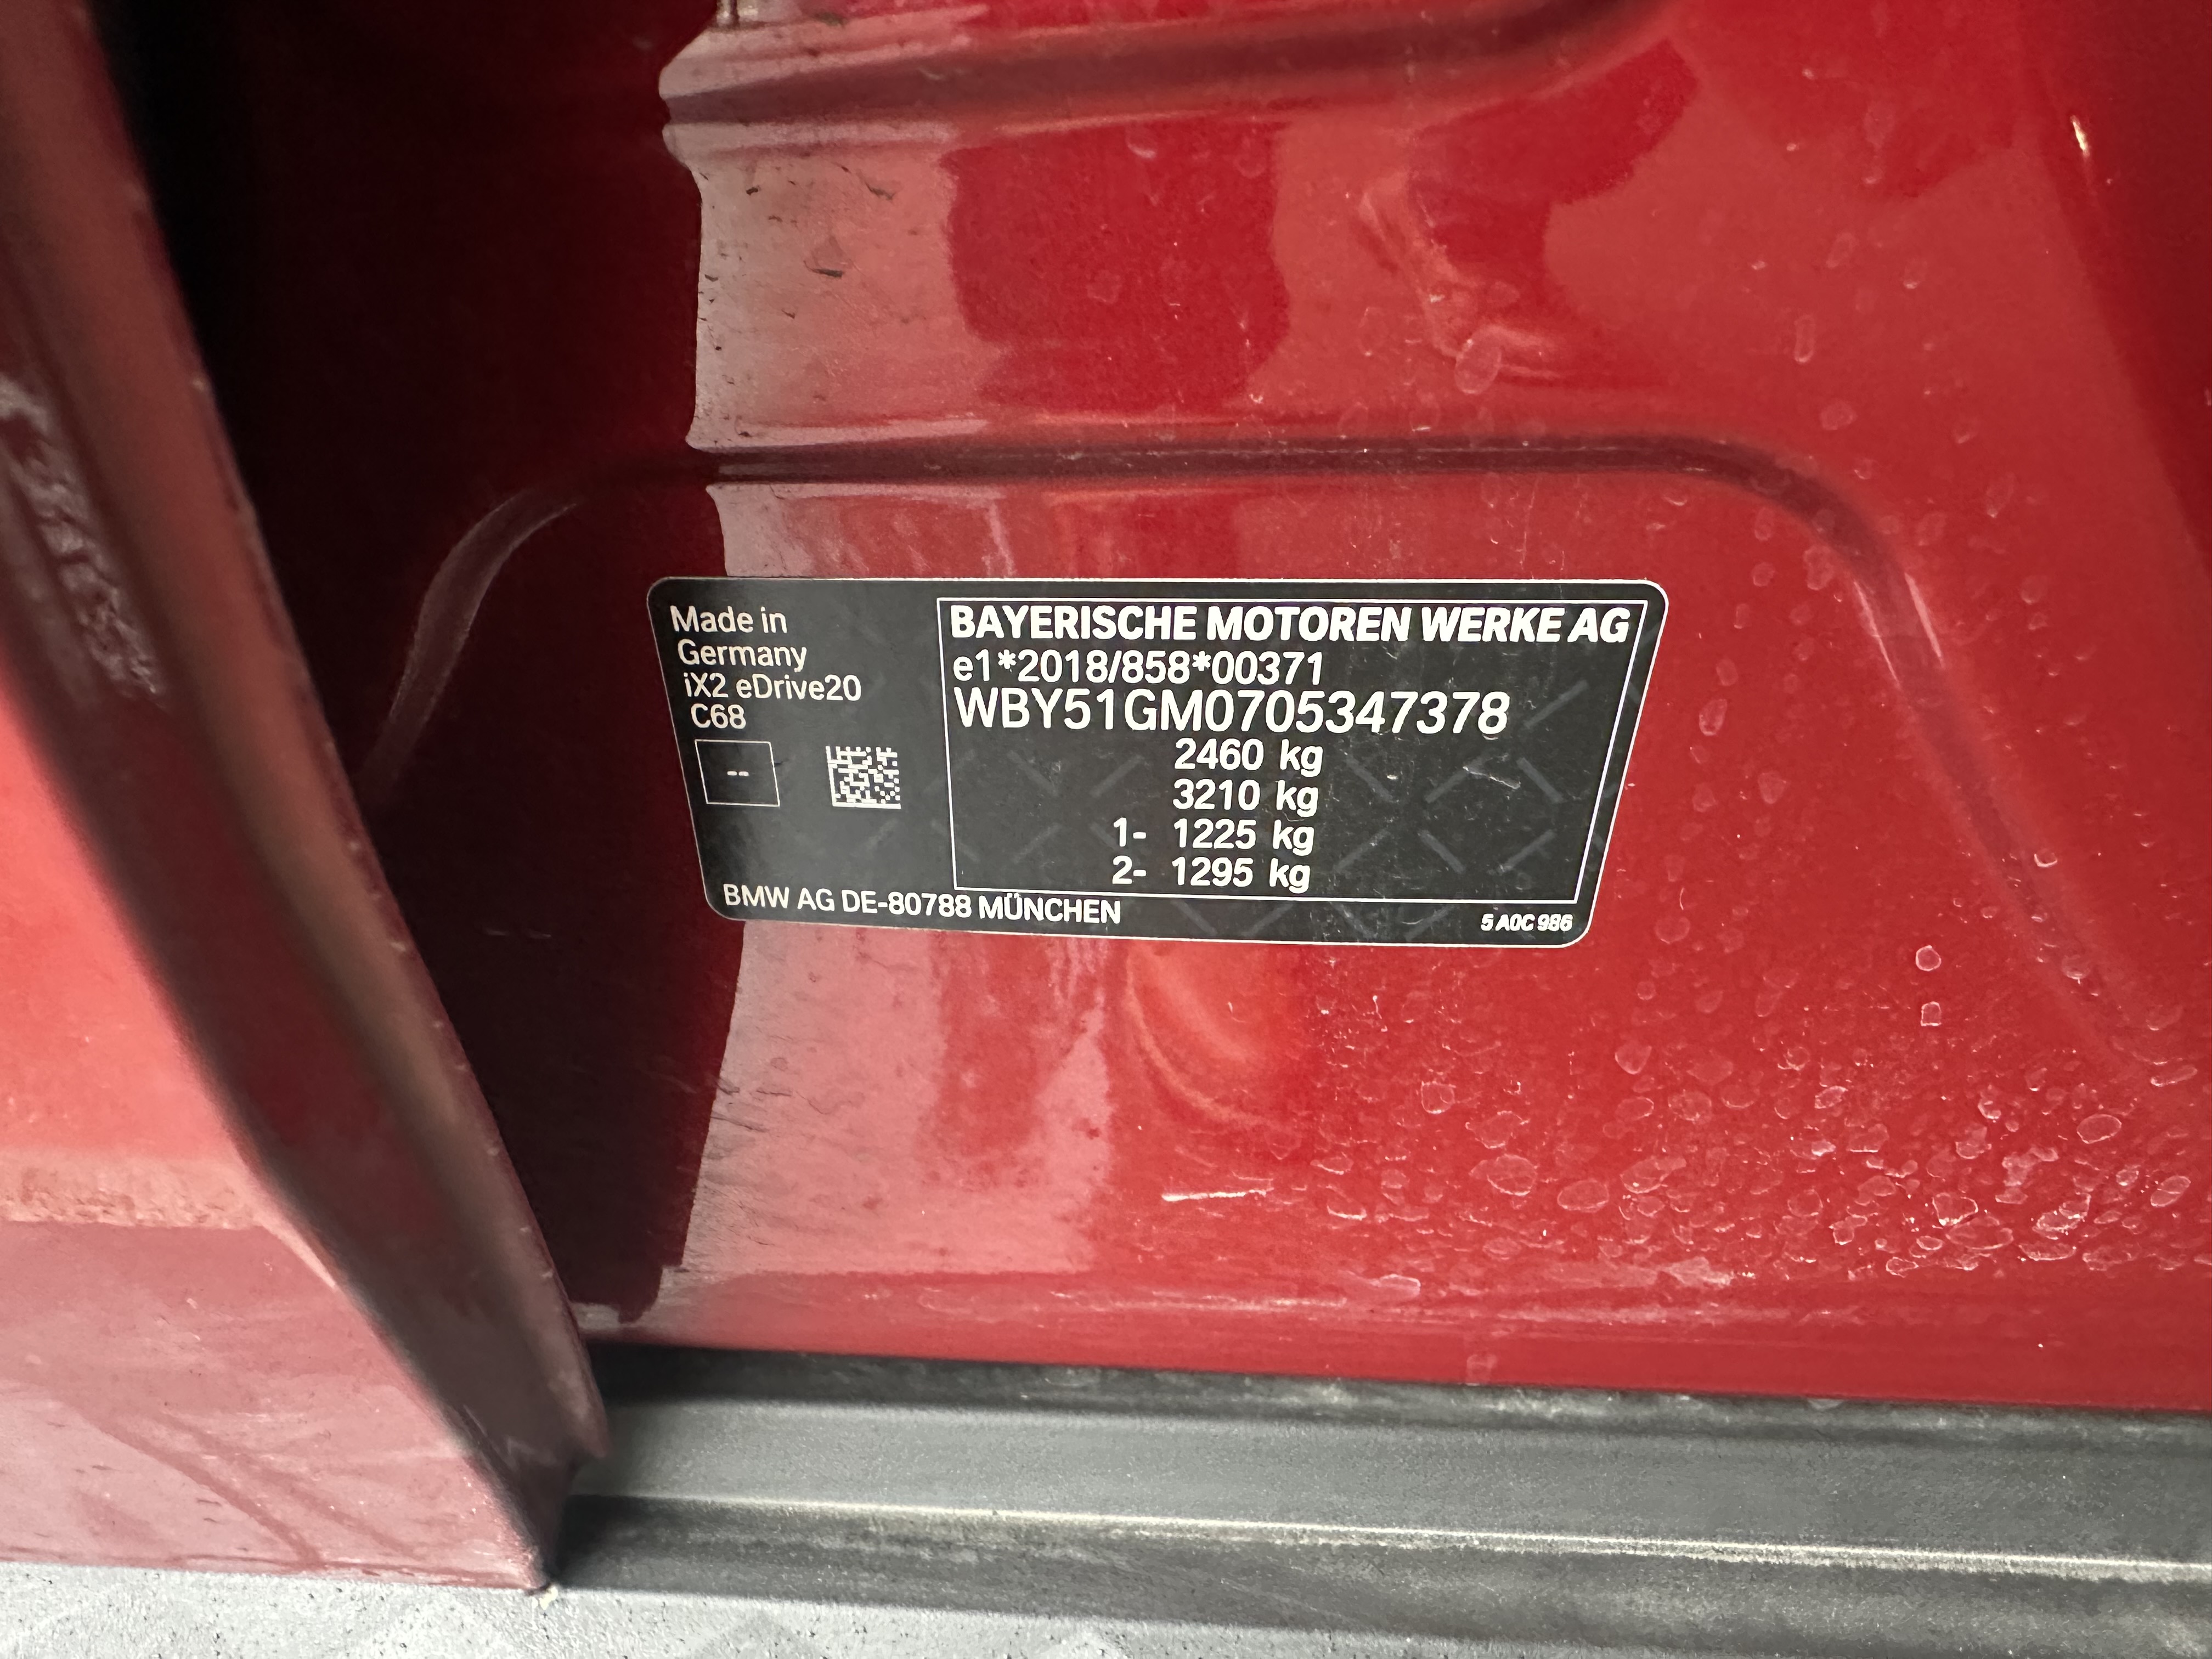 Made in
Germany
iX2 eDrive20
C68
--
BAYERISCHE MOTOREN WERKE AG
e1*2018/858*00371
WBY51GM0705347378
2460 kg
3210 kg
1- 1225 kg
2- 1295 kg
BMW AG DE-80788 MÜNCHEN
5 A0C 986